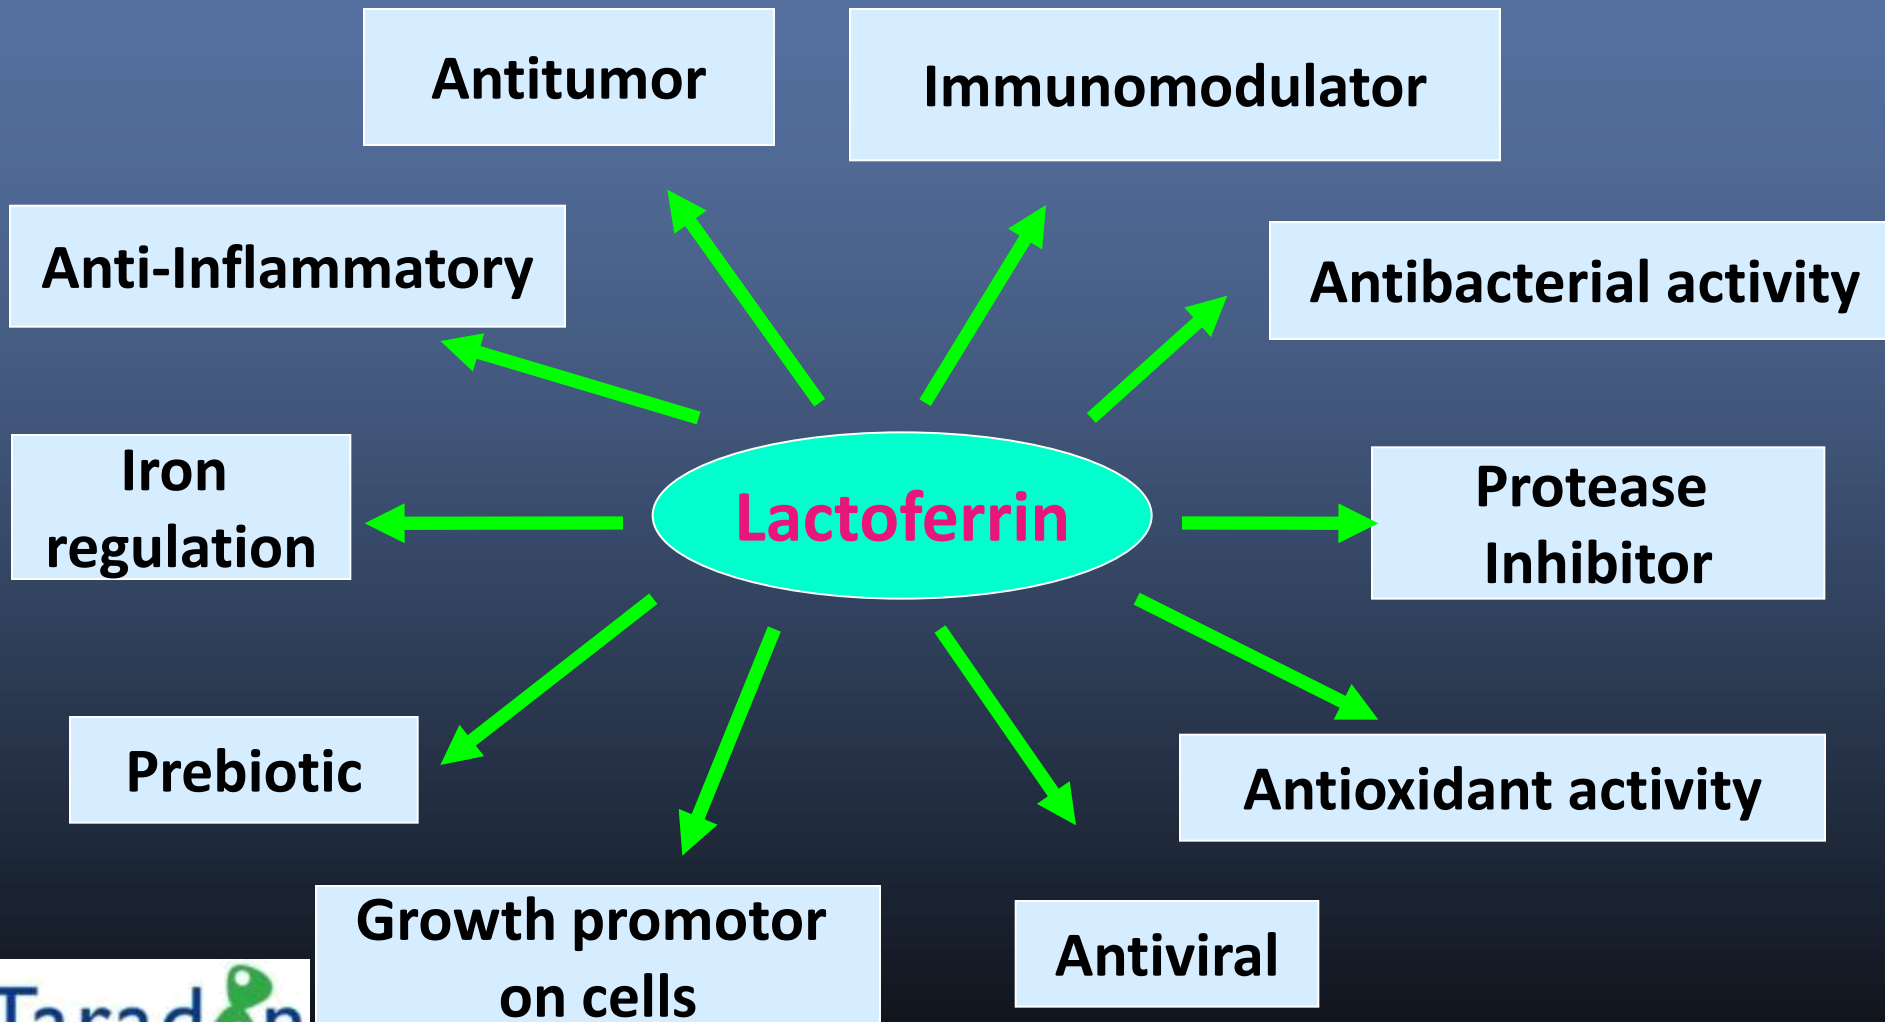 Antitumor
Immunomodulator
Anti-Inflammatory
Antibacterial activity
Iron
regulation
Lactoferrin
Protease
Inhibitor
Prebiotic
Antioxidant activity
Growth promotor
on cells
Antiviral